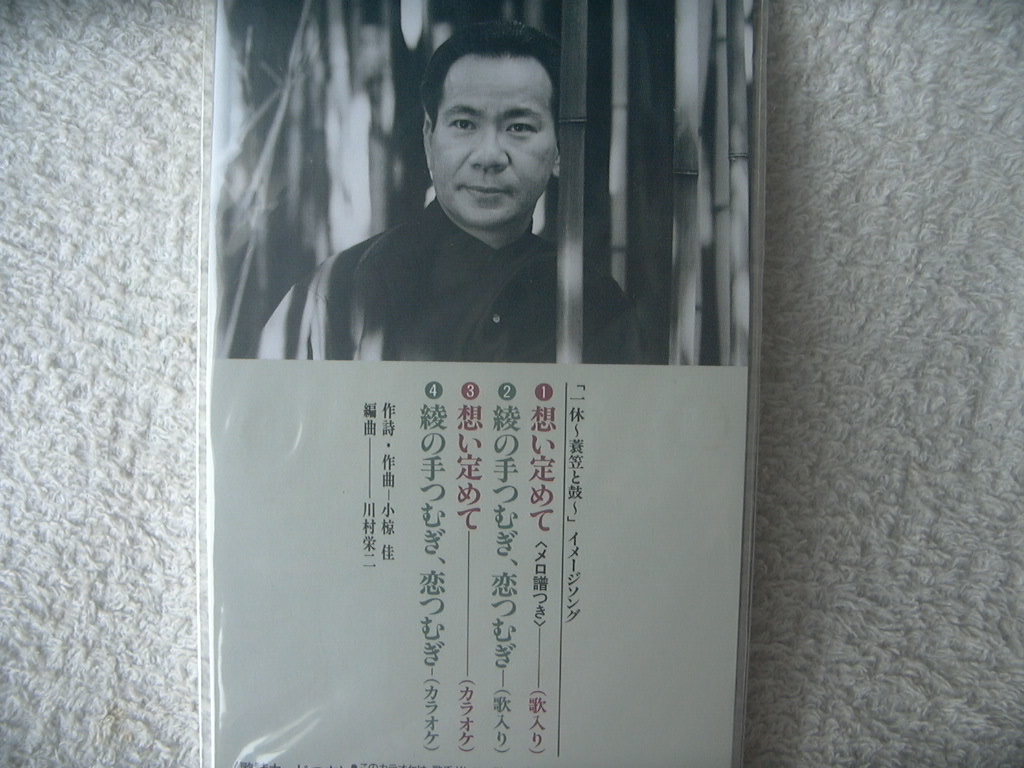 「一休〜蓑笠と鼓〜」イメージソング
❶ 想い定めて〈メロ譜つき〉――(歌入り)
❷ 綾の手つむぎ、恋つむぎ―(歌入り)
❸ 想い定めて――――(カラオケ)
❹ 綾の手つむぎ、恋つむぎ―(カラオケ)
作詩・作曲―小椋 佳
編曲――――川村栄二